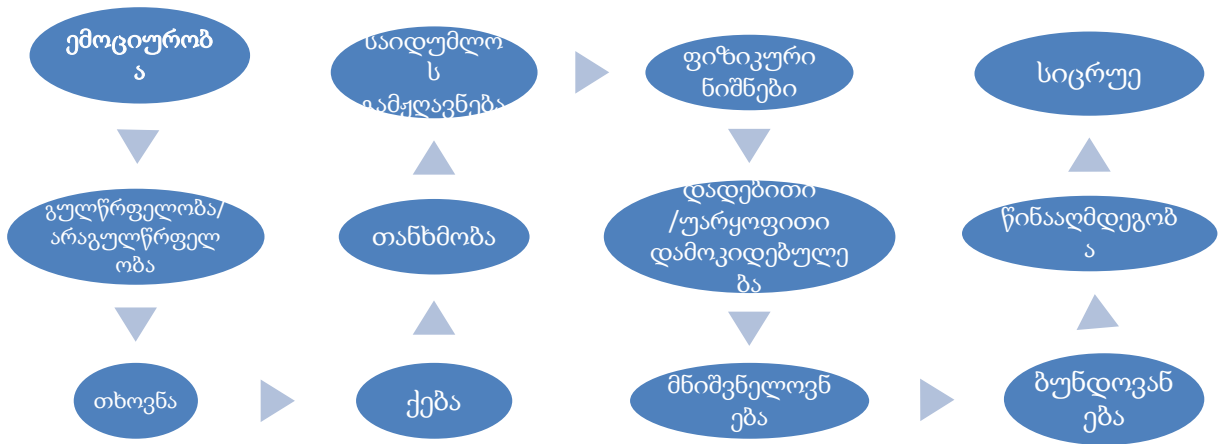 ემოციურობ
ა
გულწრფელობა/
არაგულწრფელ
ობა
თხოვნა
ქება
თანხმობა
საიდუმლო
ს
გამჟღავნება
ფიზიკური
ნიშნები
დადებითი
/უარყოფითი
დამოკიდებულე
ბა
მნიშვნელოვნ
ება
ბუნდოვან
ება
წინააღმდეგობ
ა
სიცრუე